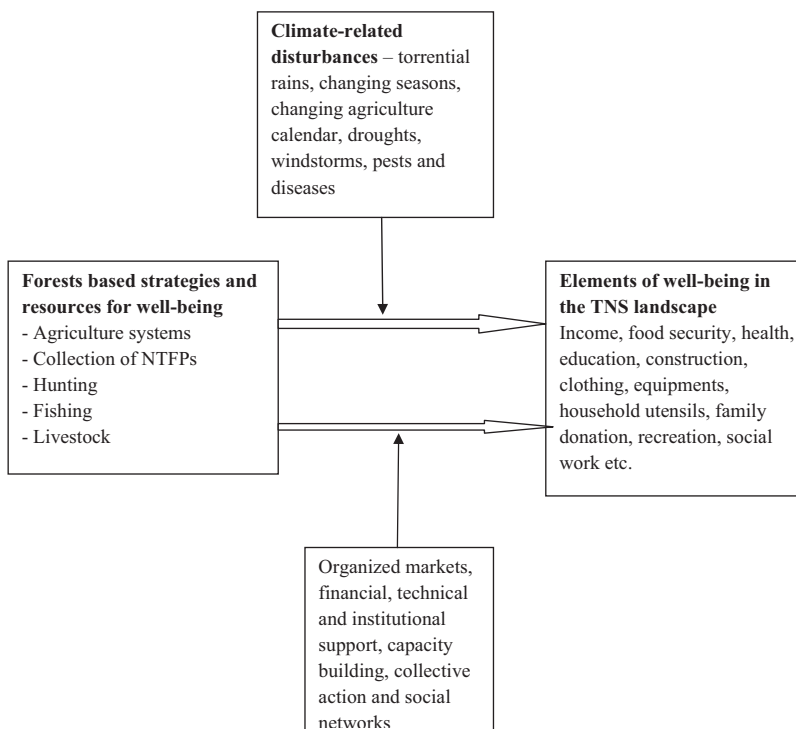 Climate-related
disturbances – torrential
rains, changing seasons,
changing agriculture
calendar, droughts,
windstorms, pests and
diseases
Forests based strategies and
resources for well-being
- Agriculture systems
- Collection of NTFPs
- Hunting
- Fishing
- Livestock
Elements of well-being in
the TNS landscape
Income, food security, health,
education, construction,
clothing, equipments,
household utensils, family
donation, recreation, social
work etc.
Organized markets,
financial, technical
and institutional
support, capacity
building, collective
action and social
networks